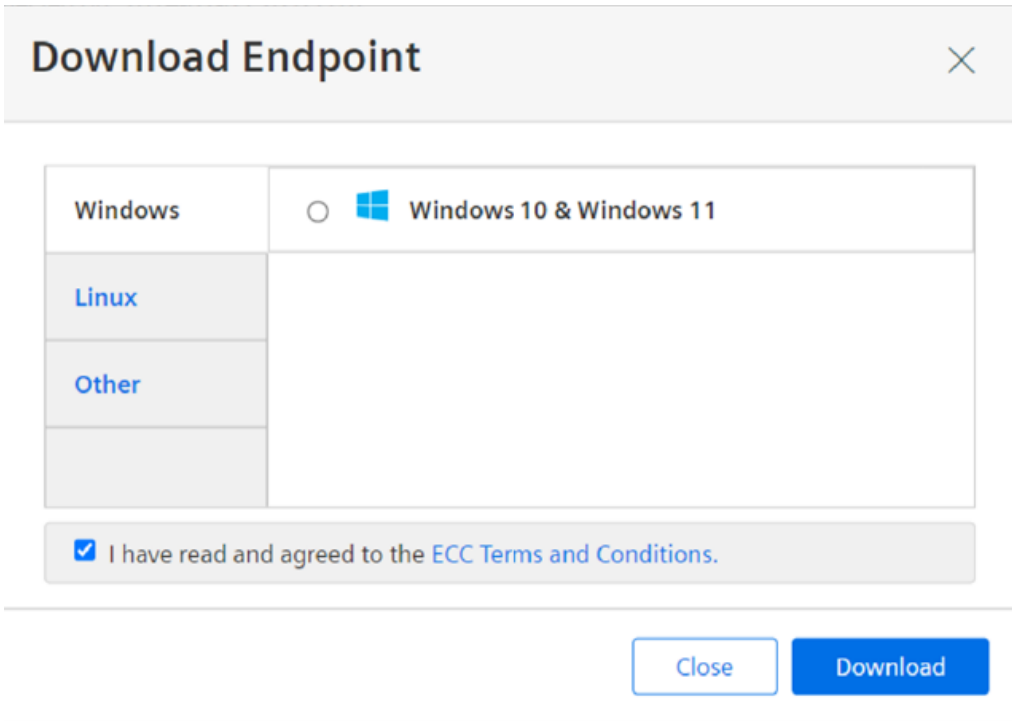 Download Endpoint
Windows
Windows 10 & Windows 11
Linux
Other
I have read and agreed to the ECC Terms and Conditions.
Close
Download